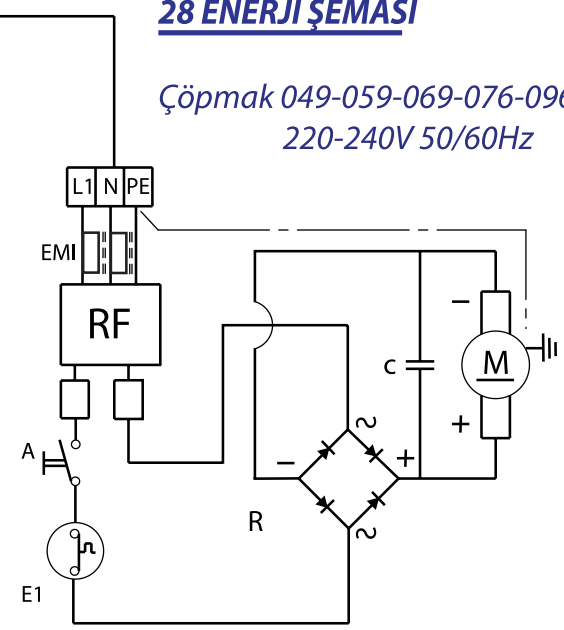 28 ENERJI ŞEMASI
Çöpmak 049-059-069-076-096
220-240V 50/60Hz
L1 N PE
EMI
RF
A
E1
R
C
M
− +
− +
~
~